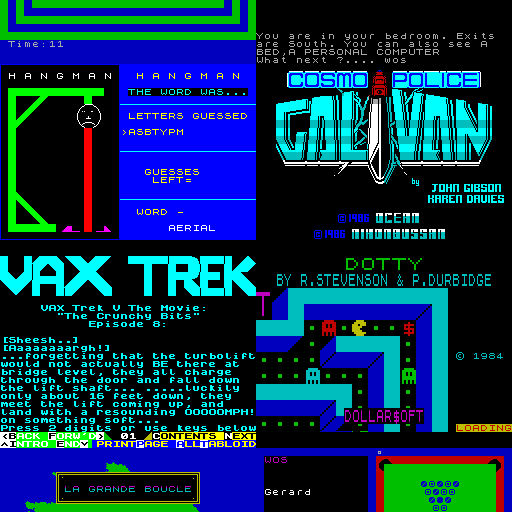 Time:11
You are in your bedroom. Exits
are South. You can also see A
BED,A PERSONAL COMPUTER
What next ?.... wos
HANGMAN
HANGMAN
THE WORD WAS...
LETTERS GUESSED
>ASBTYPM
GUESSES
LEFT=
WORD -
AERIAL
COSMO POLICE
GALIVAN
by JOHN GIBSON
KAREN DAVIES
© 1986 OCEAN
© 1985 NIHONBUSSAN
VAX TREK
VAX Trek V The Movie:
"The Crunchy Bits"
Episode 8:
[Sheesh..]
[Aaaaaaaargh!]
...forgetting that the turbolift
would not actually BE there at
bridge level, they all charge
through the door and fall down
the lift shaft... ......luckily
only about 16 feet down, they
meet the lift coming up, and
land with a resounding OOOOOMPH!
on something soft...
Press 2 digits or use keys below
<BACK FORW'D> 01 CONTENTS NEXT
^INTRO END PRINTPAGE ALLTABLOID
DOTTY
BY R.STEVENSON & P.DURBIDGE
T
$
© 1984
DOLLAR$OFT
LOADING
LA GRANDE BOUCLE
WOS
Gerard